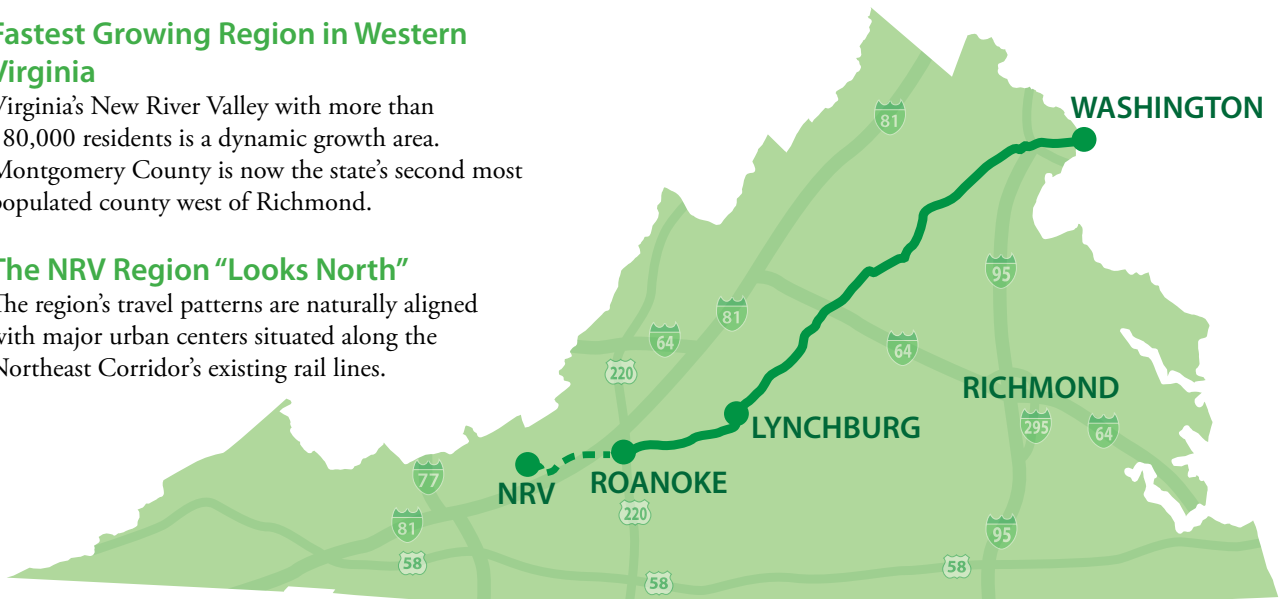 Fastest Growing Region in Western
Virginia
Virginia’s New River Valley with more than
80,000 residents is a dynamic growth area.
Montgomery County is now the state’s second most
populated county west of Richmond.
The NRV Region “Looks North”
The region’s travel patterns are naturally aligned
with major urban centers situated along the
Northeast Corridor’s existing rail lines.
WASHINGTON
81
95
81
64
64
220
RICHMOND
LYNCHBURG
295
64
77
ROANOKE
NRV
220
81
95
58
58
58